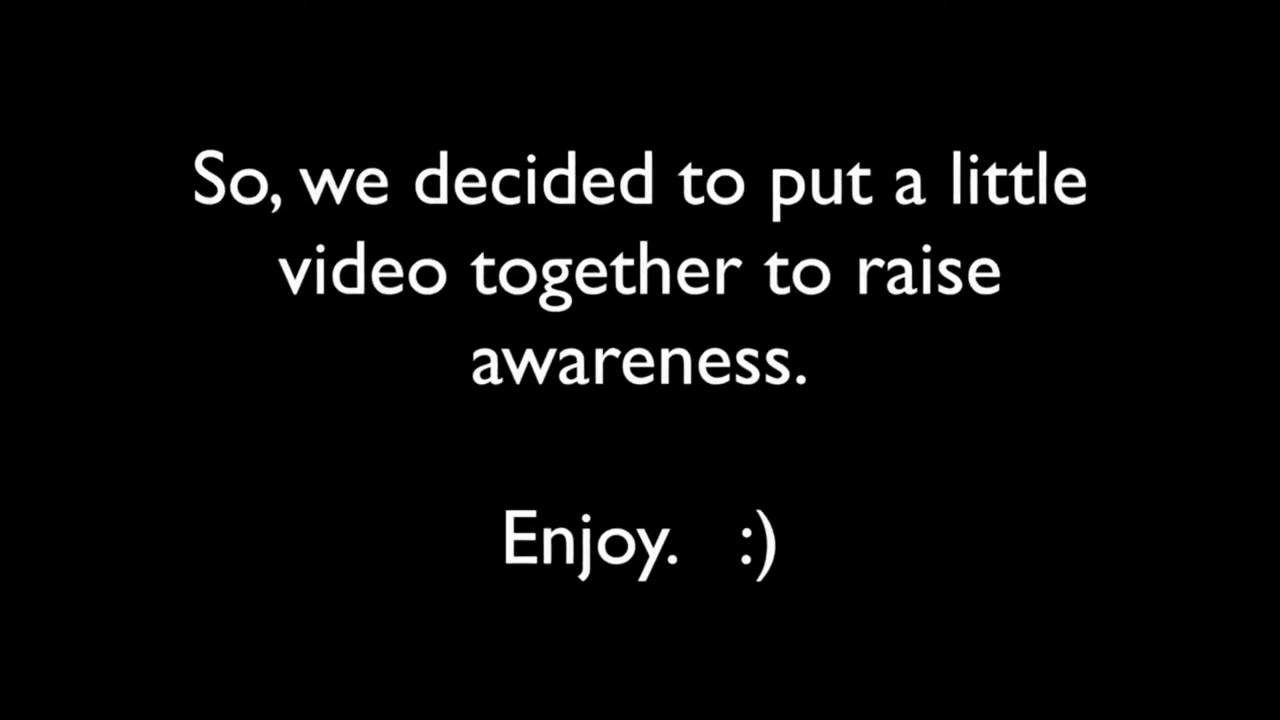 So, we decided to put a little
video together to raise
awareness.
Enjoy. :)